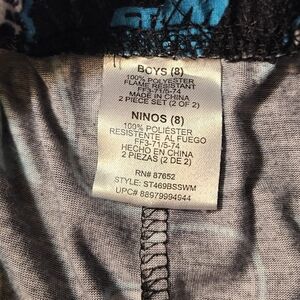 BOYS (8)
100% POLYESTER
FLAME RESISTANT
FF3-71/5-74
MADE IN CHINA
2 PIECE SET (2 OF 2)
NINOS (8)
100% POLIÉSTER
RESISTENTE AL FUEGO
FF3-71/5-74
HECHO EN CHINA
2 PIEZAS (2 DE 2)
RN# 87652
STYLE: ST469BSSWM
UPC# 88979994944